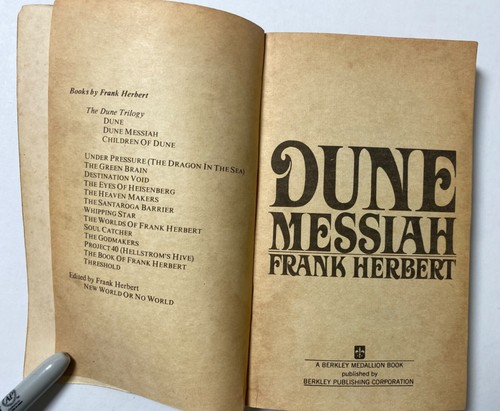 Books by Frank Herbert
The Dune Trilogy
DUNE
DUNE MESSIAH
CHILDREN OF DUNE
UNDER PRESSURE (THE DRAGON IN THE SEA)
THE GREEN BRAIN
DESTINATION VOID
THE EYES OF HEISENBERG
THE HEAVEN MAKERS
THE SANTAROGA BARRIER
WHIPPING STAR
THE WORLDS OF FRANK HERBERT
SOUL CATCHER
THE GODMAKERS
PROJECT 40 (HELLSTROM'S HIVE)
THE BOOK OF FRANK HERBERT
THRESHOLD
Edited by Frank Herbert
NEW WORLD OR NO WORLD
DUNE
MESSIAH
FRANK HERBERT
A BERKLEY MEDALLION BOOK
published by
BERKLEY PUBLISHING CORPORATION